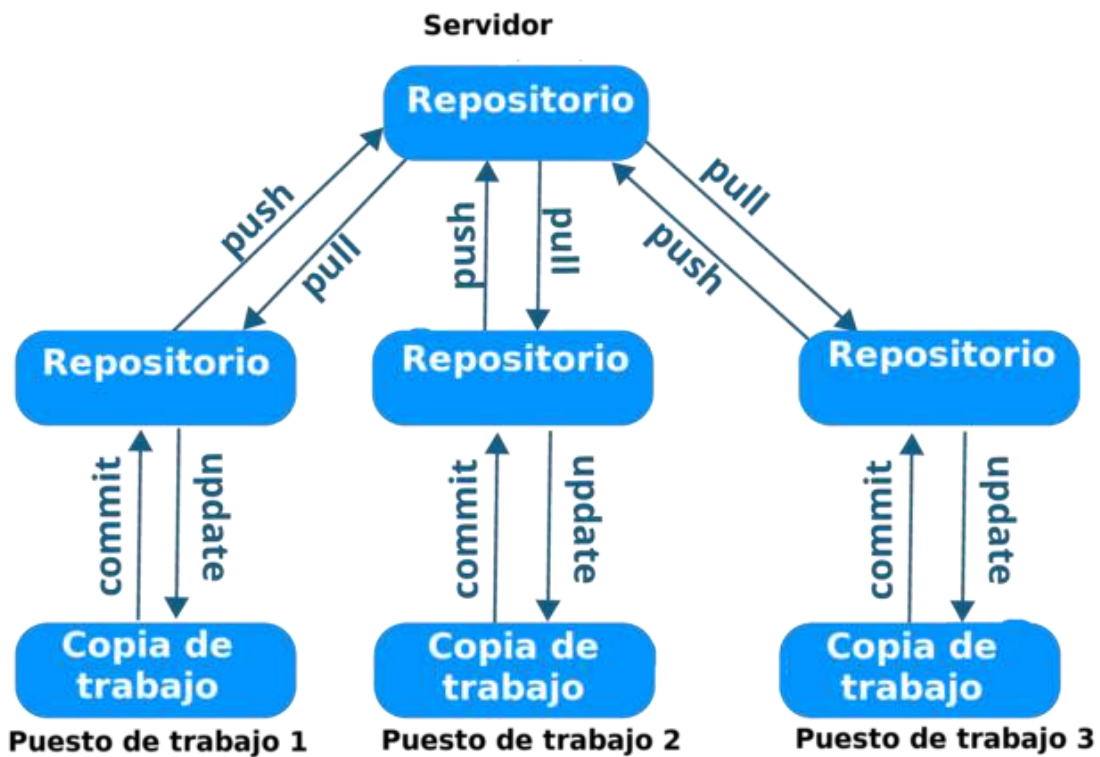 Servidor
Repositorio
push
pull
push
pull
pull
push
Repositorio
Repositorio
Repositorio
commit
update
commit
update
commit
update
Copia de
trabajo
Copia de
trabajo
Copia de
trabajo
Puesto de trabajo 1
Puesto de trabajo 2
Puesto de trabajo 3